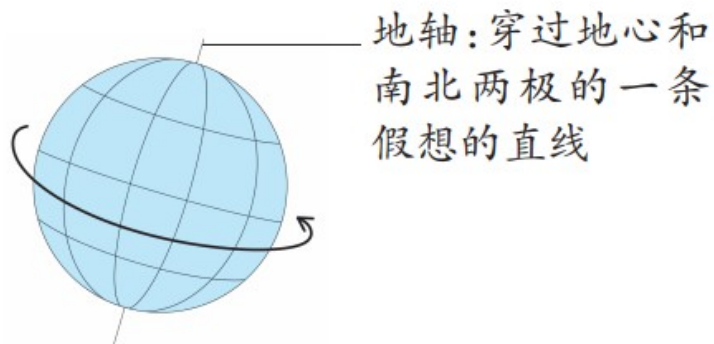 地轴：穿过地心和
南北两极的一条
假想的直线